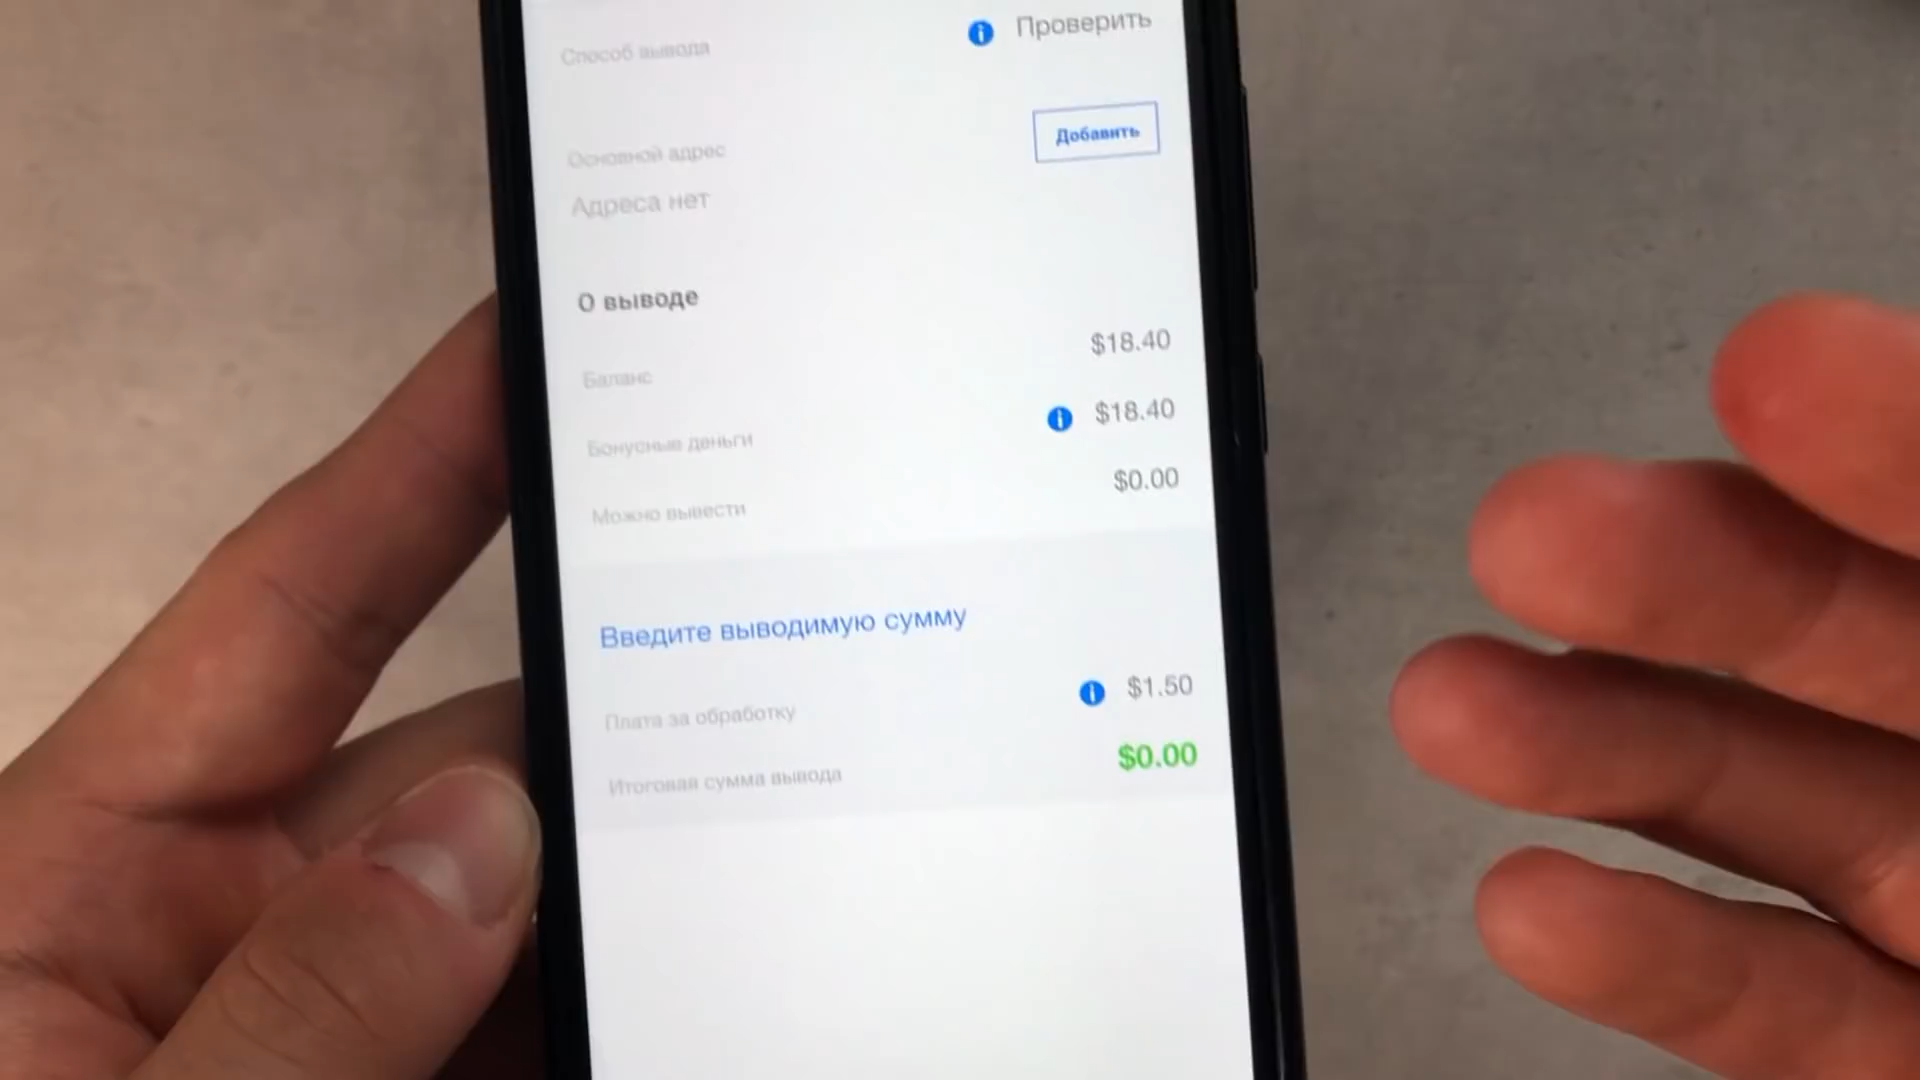 Способ вывода
Проверить
Основной адрес
Добавить
Адреса нет
О выводе
Баланс
$18.40
Бонусные деньги
$18.40
Можно вывести
$0.00
Введите выводимую сумму
Плата за обработку
$1.50
Итоговая сумма вывода
$0.00